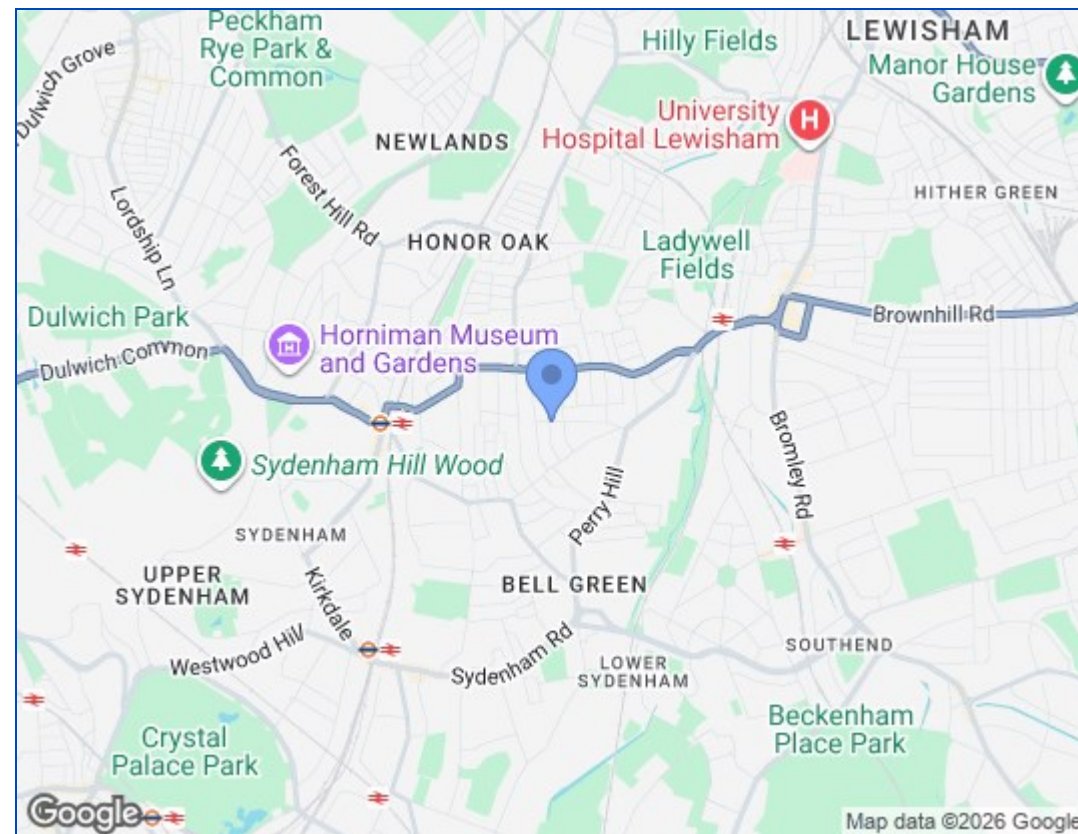 Peckham
Rye Park &
Common
Hilly Fields
LEWISHAM
Manor House
Gardens
Dulwich Grove
University
Hospital Lewisham
H
NEWLANDS
Forest Hill Rd
HITHER GREEN
Lordship Ln
HONOR OAK
Ladywell
Fields
Dulwich Park
Brownhill Rd
Horniman Museum
and Gardens
Dulwich Common
Sydenham Hill Wood
Bromley Rd
Perry Hill
SYDENHAM
UPPER
SYDENHAM
Kirkdale
BELL GREEN
Westwood Hill
Sydenham Rd
SOUTHEND
LOWER
SYDENHAM
Beckenham
Place Park
Crystal
Palace Park
Google
Map data ©2026 Google